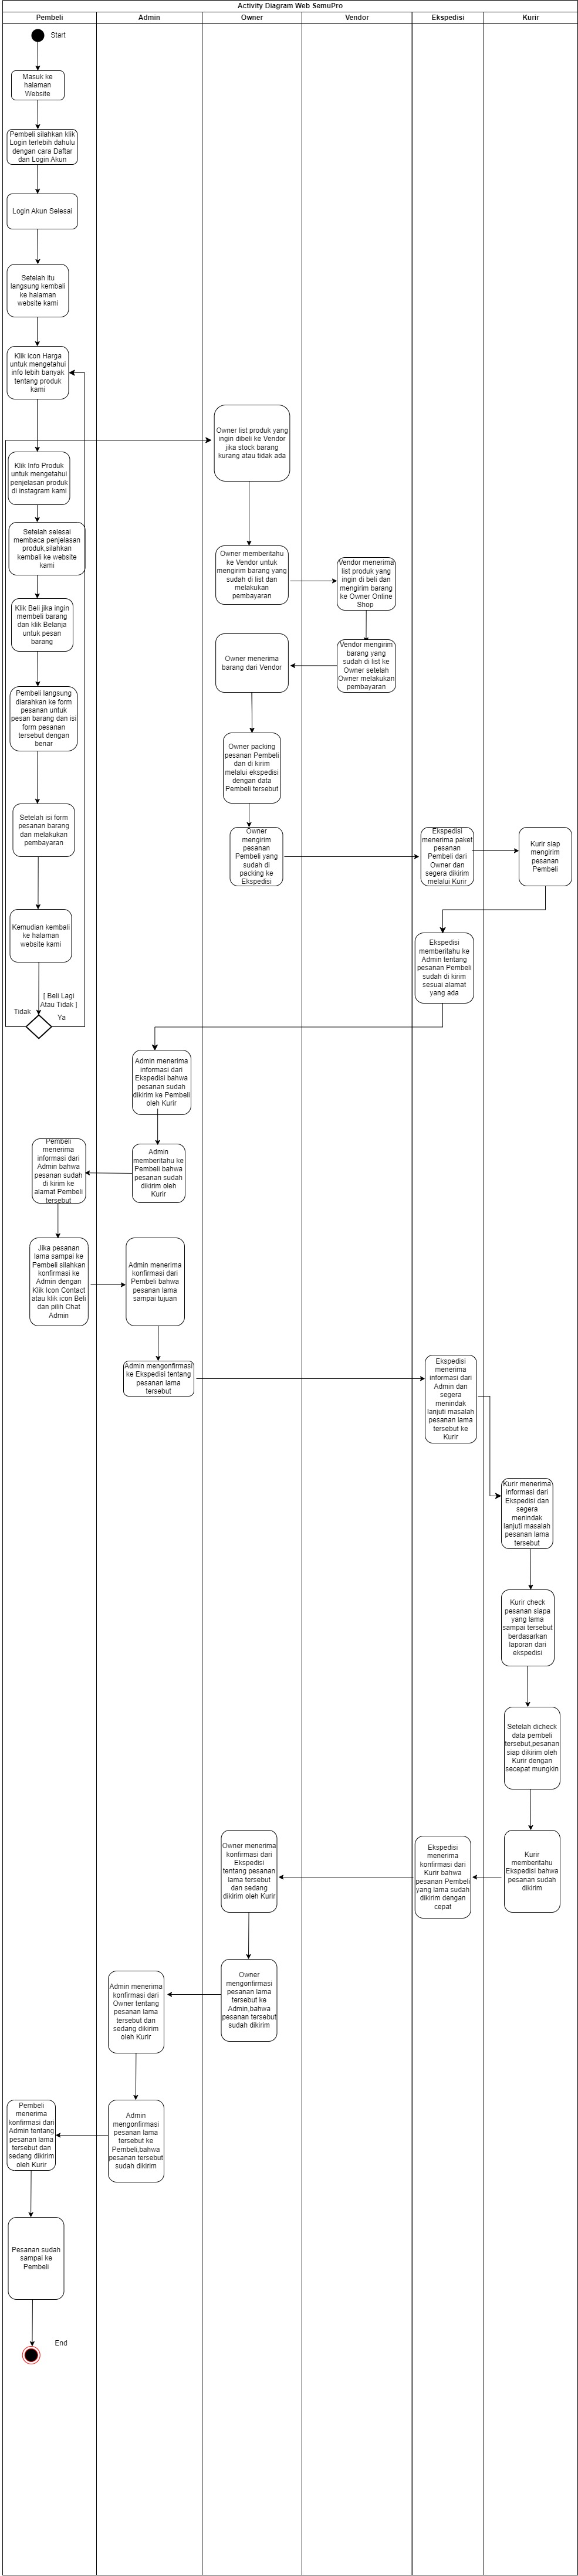 Activity Diagram Web SemuPro
Pembeli
Admin
Owner
Vendor
Ekspedisi
Kurir
Start
Masuk ke
halaman
Website
Pembeli silahkan klik
Login terlebih dahulu
dengan cara Daftar
dan Login Akun
Login Akun Selesai
Setelah itu
langsung kembali
ke halaman
website kami
Klik icon Harga
untuk mengetahui
info lebih banyak
tentang produk
kami
Owner list produk yang
ingin dibeli ke Vendor
jika stock barang
kurang atau tidak ada
Klik Info Produk
untuk mengetahui
penjelasan produk
di instagram kami
Setelah selesai
membaca penjelasan
produk,silahkan
kembali ke website
kami
Owner memberitahu
ke Vendor untuk
mengirim barang yang
sudah di list dan
melakukan
pembayaran
Vendor menerima
list produk yang
ingin di beli dan
mengirim barang
ke Owner Online
Shop
Klik Beli jika ingin
membeli barang
dan klik Belanja
untuk pesan
barang
Owner menerima
barang dari Vendor
Vendor mengirim
barang yang
sudah di list ke
Owner setelah
Owner melakukan
pembayaran
Pembeli langsung
diarahkan ke form
pesanan untuk
pesan barang dan isi
form pesanan
tersebut dengan
benar
Owner packing
pesanan Pembeli
dan di kirim
melalui ekspedisi
dengan data
Pembeli tersebut
Setelah isi form
pesanan barang
dan melakukan
pembayaran
Owner
mengirim
pesanan
Pembeli yang
sudah di
packing ke
Ekspedisi
Ekspedisi
menerima paket
pesanan
Pembeli dari
Owner dan
segera dikirim
melalui Kurir
Kurir siap
mengirim
pesanan
Pembeli
Kemudian kembali
ke halaman
website kami
Ekspedisi
memberitahu ke
Admin tentang
pesanan Pembeli
sudah di kirim
sesuai alamat
yang ada
[ Beli Lagi
Atau Tidak ]
Tidak
Ya
Admin menerima
informasi dari
Ekspedisi bahwa
pesanan sudah
dikirim ke Pembeli
oleh Kurir
Pembeli
menerima
informasi dari
Admin bahwa
pesanan sudah
di kirim ke
alamat Pembeli
tersebut
Admin
memberitahu ke
Pembeli bahwa
pesanan sudah
dikirim oleh
Kurir
Jika pesanan
lama sampai ke
Pembeli silahkan
konfirmasi ke
Admin dengan
Klik Icon Contact
atau klik icon Beli
dan pilih Chat
Admin
Admin menerima
konfirmasi dari
Pembeli bahwa
pesanan lama
sampai tujuan
Admin mengonfirmasi
ke Ekspedisi tentang
pesanan lama
tersebut
Ekspedisi
menerima
informasi dari
Admin dan
segera
menindak
lanjuti masalah
pesanan lama
tersebut ke
Kurir
Kurir menerima
informasi dari
Ekspedisi dan
segera
menindak
lanjuti masalah
pesanan lama
tersebut
Kurir check
pesanan siapa
yang lama
sampai tersebut
berdasarkan
laporan dari
ekspedisi
Setelah dicheck
data pembeli
tersebut,pesanan
siap dikirim oleh
Kurir dengan
secepat mungkin
Owner menerima
konfirmasi dari
Ekspedisi
tentang pesanan
lama tersebut
dan sedang
dikirim oleh Kurir
Ekspedisi
menerima
konfirmasi dari
Kurir bahwa
pesanan Pembeli
yang lama sudah
dikirim dengan
cepat
Kurir
memberitahu
Ekspedisi bahwa
pesanan sudah
dikirim
Admin menerima
konfirmasi dari
Owner tentang
pesanan lama
tersebut dan
sedang dikirim
oleh Kurir
Owner
mengonfirmasi
pesanan lama
tersebut ke
Admin,bahwa
pesanan tersebut
sudah dikirim
Pembeli
menerima
konfirmasi dari
Admin tentang
pesanan lama
tersebut dan
sedang dikirim
oleh Kurir
Admin
mengonfirmasi
pesanan lama
tersebut ke
Pembeli,bahwa
pesanan tersebut
sudah dikirim
Pesanan sudah
sampai ke
Pembeli
End